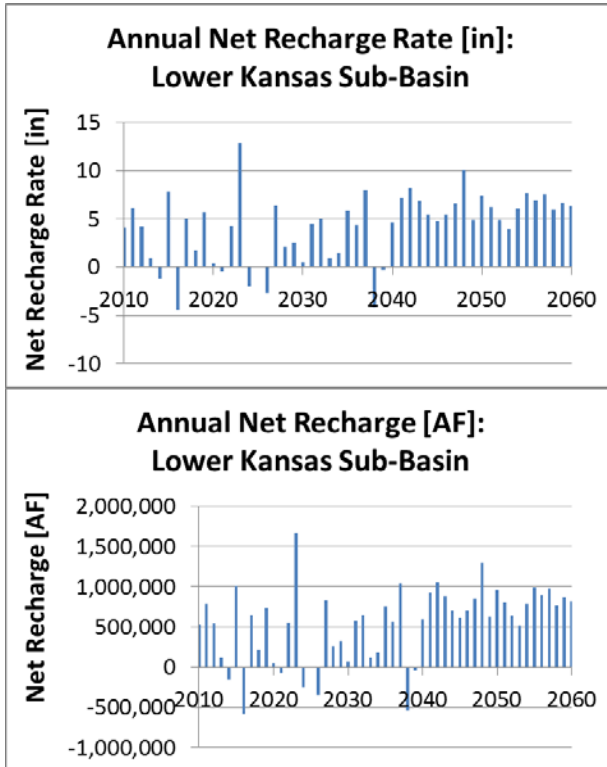 Annual Net Recharge Rate [in]:
Lower Kansas Sub-Basin
Net Recharge Rate [in]
15
10
5
0
-5
-10
2010 2020 2030 2040 2050 2060
Annual Net Recharge [AF]:
Lower Kansas Sub-Basin
Net Recharge [AF]
2,000,000
1,500,000
1,000,000
500,000
0
-500,000
-1,000,000
2010 2020 2030 2040 2050 2060